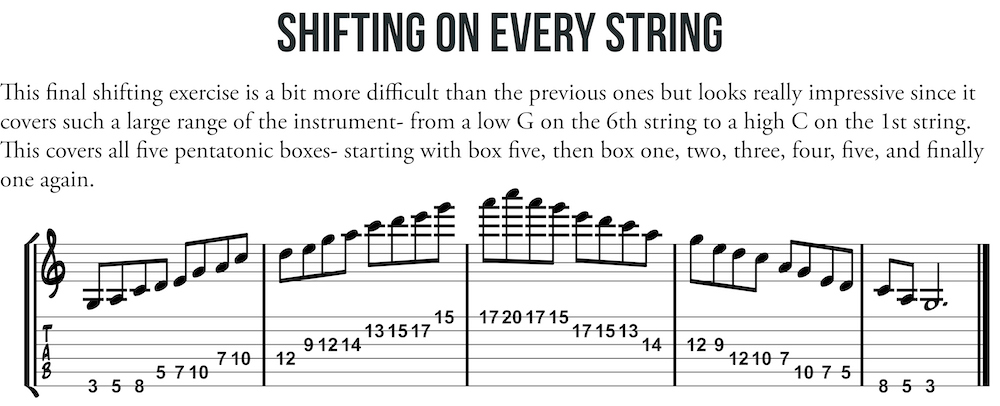 SHIFTING ON EVERY STRING
This final shifting exercise is a bit more difficult than the previous ones but looks really impressive since it
covers such a large range of the instrument- from a low G on the 6th string to a high C on the 1st string.
This covers all five pentatonic boxes- starting with box five, then box one, two, three, four, five, and finally
one again.
15 17 20 17 15
13 15 17 17 15 13
9 12 14 14 12 9
7 10 12 12 10 7
5 7 10 10 7 5
3 5 8 8 5 3
T
A
B